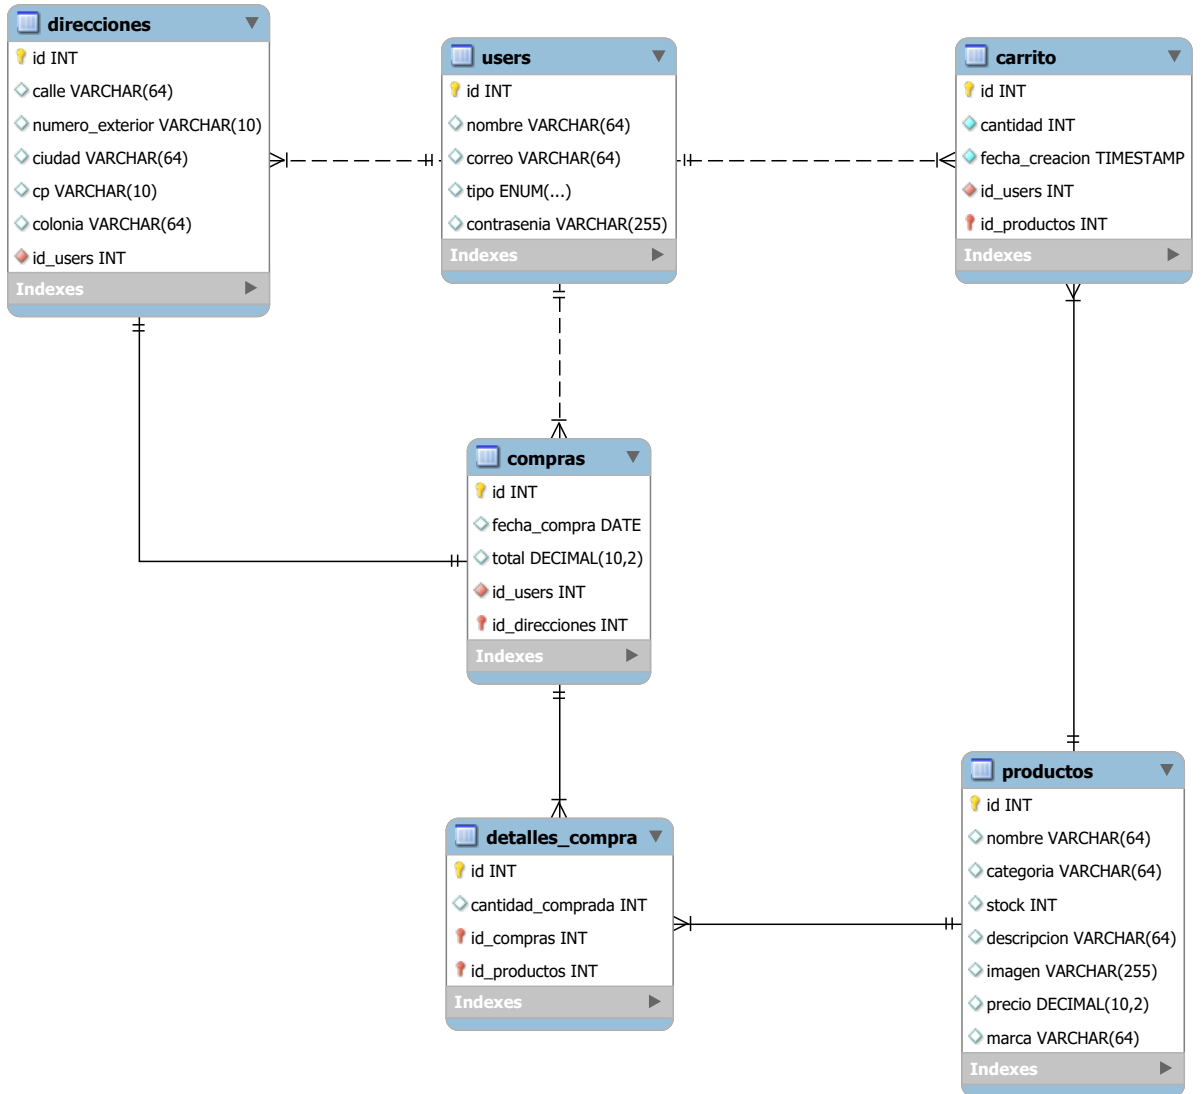 direcciones
id INT
calle VARCHAR(64)
numero_exterior VARCHAR(10)
ciudad VARCHAR(64)
cp VARCHAR(10)
colonia VARCHAR(64)
id_users INT
Indexes
users
id INT
nombre VARCHAR(64)
correo VARCHAR(64)
tipo ENUM(...)
contrasenia VARCHAR(255)
Indexes
carrito
id INT
cantidad INT
fecha_creacion TIMESTAMP
id_users INT
id_productos INT
Indexes
compras
id INT
fecha_compra DATE
total DECIMAL(10,2)
id_users INT
id_direcciones INT
Indexes
detalles_compra
id INT
cantidad_comprada INT
id_compras INT
id_productos INT
Indexes
productos
id INT
nombre VARCHAR(64)
categoria VARCHAR(64)
stock INT
descripcion VARCHAR(64)
imagen VARCHAR(255)
precio DECIMAL(10,2)
marca VARCHAR(64)
Indexes